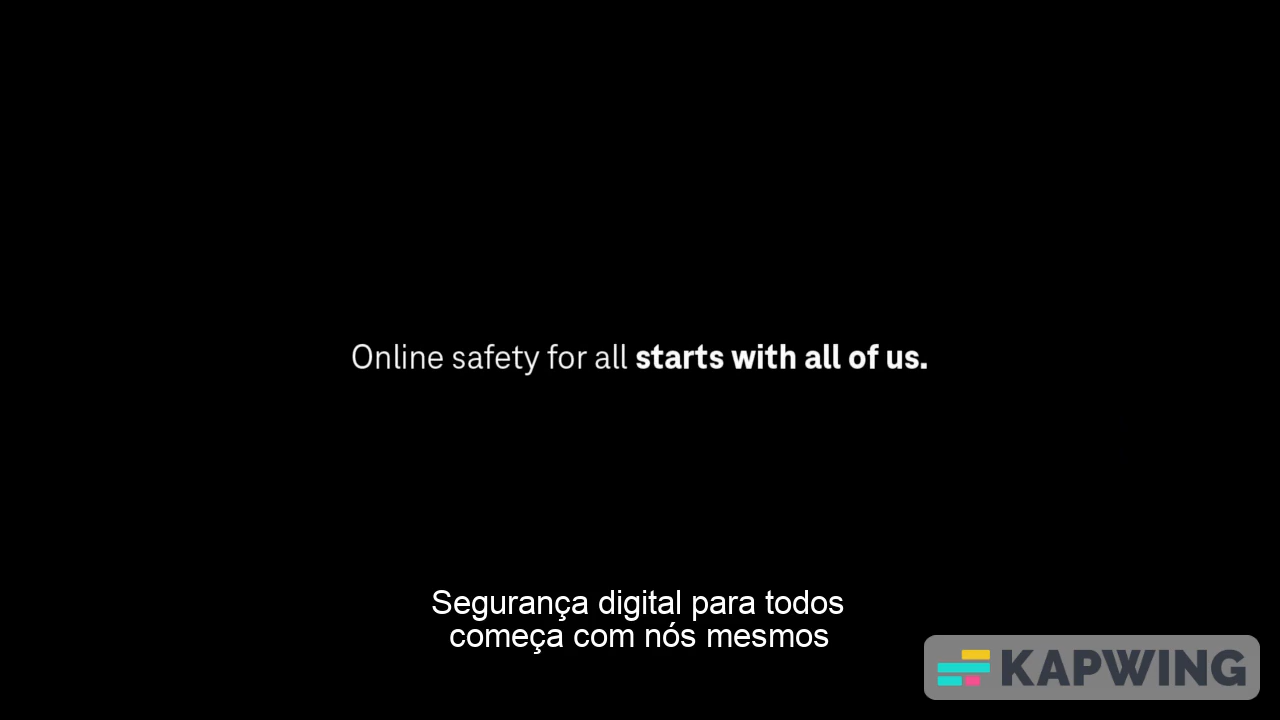 Online safety for all starts with all of us.
Segurança digital para todos
começa com nós mesmos
KAPWING